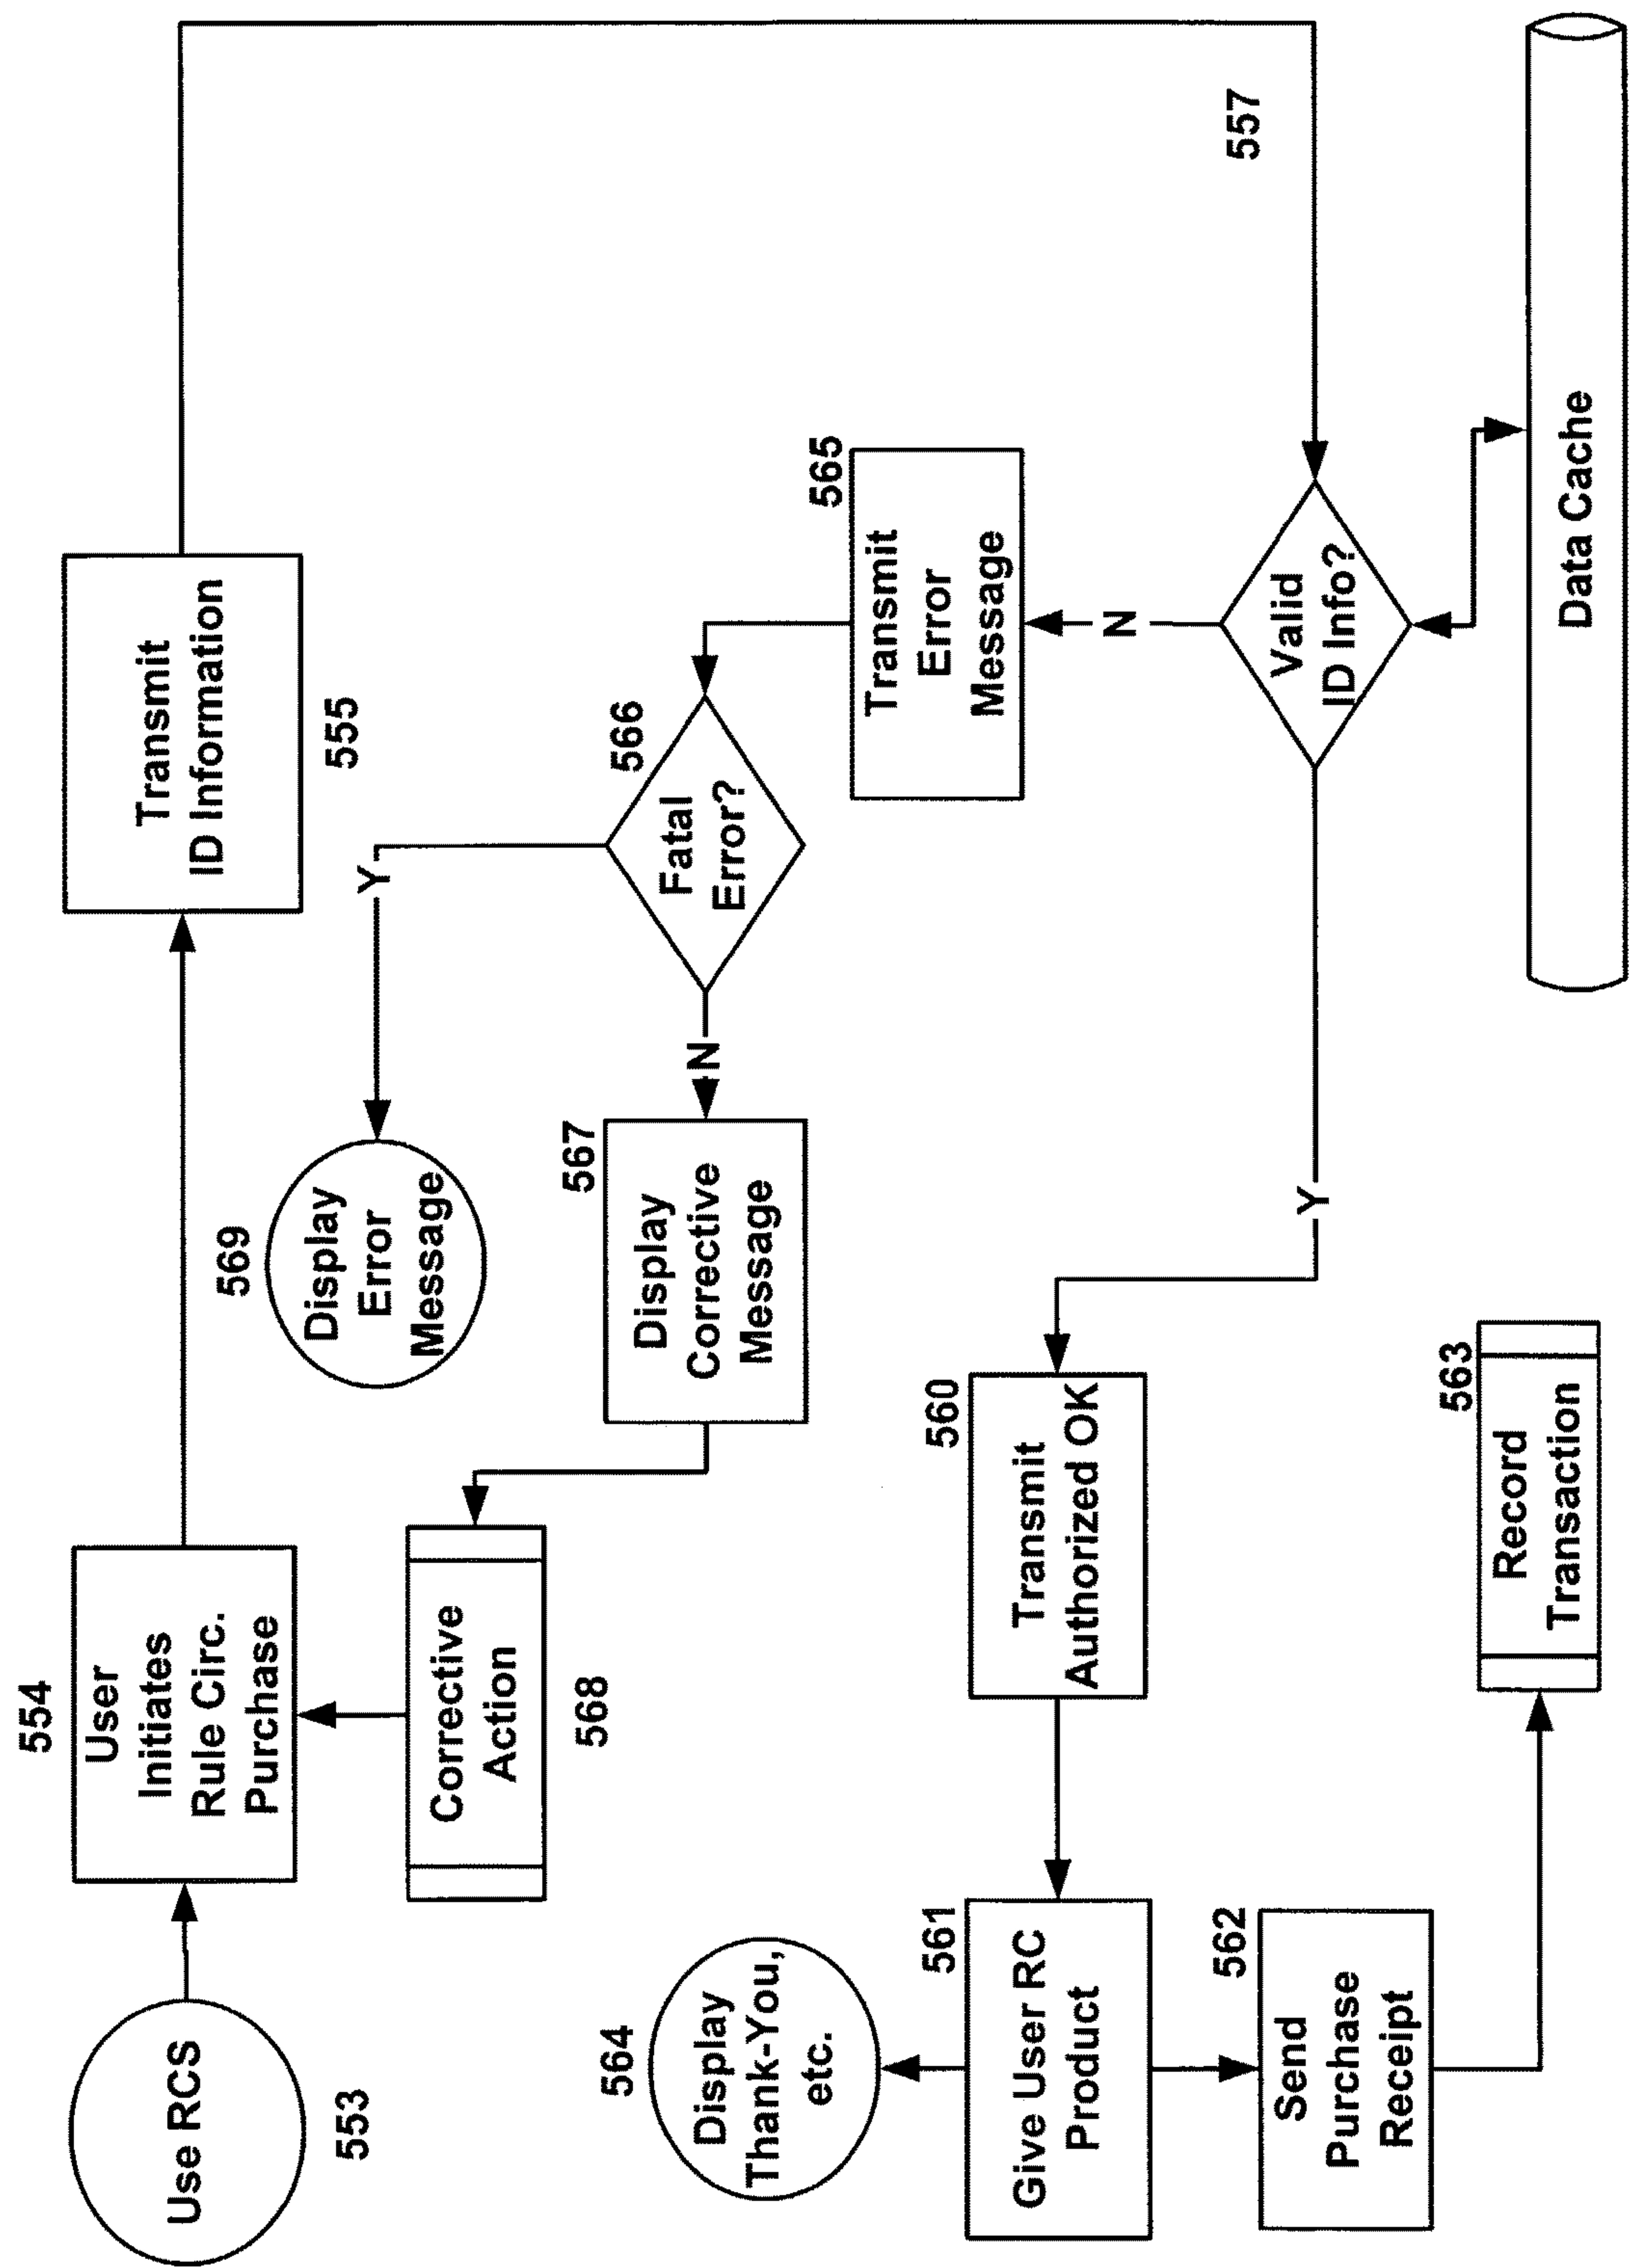 Use RCS
553
554
User
Initiates
Rule Circ.
Purchase
Transmit
ID Information
555
Corrective
Action
568
569
Display
Error
Message
Y
567
Display
Corrective
Message
N
566
Fatal
Error?
565
Transmit
Error
Message
N
557
Valid
ID Info?
Y
560
Transmit
Authorized OK
561
Give User RC
Product
564
Display
Thank-You,
etc.
562
Send
Purchase
Receipt
563
Record
Transaction
Data Cache